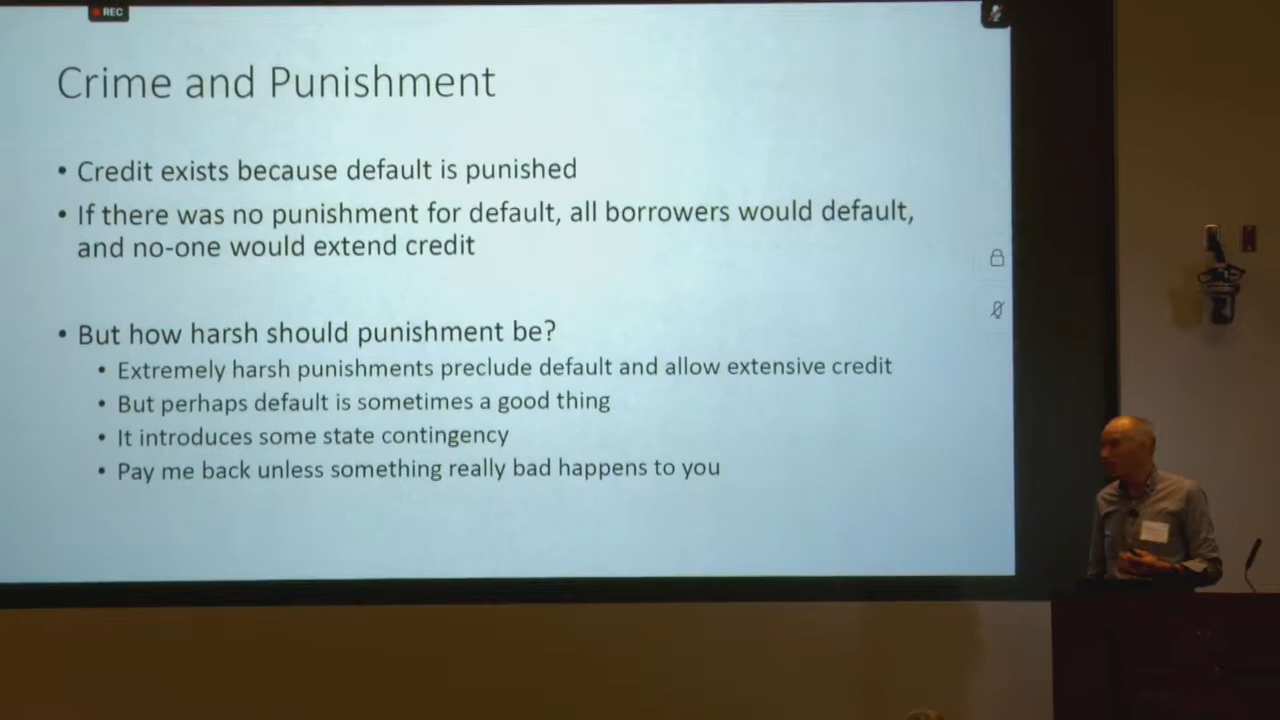 REC
Crime and Punishment
• Credit exists because default is punished
• If there was no punishment for default, all borrowers would default,
and no-one would extend credit
• But how harsh should punishment be?
• Extremely harsh punishments preclude default and allow extensive credit
• But perhaps default is sometimes a good thing
• It introduces some state contingency
• Pay me back unless something really bad happens to you